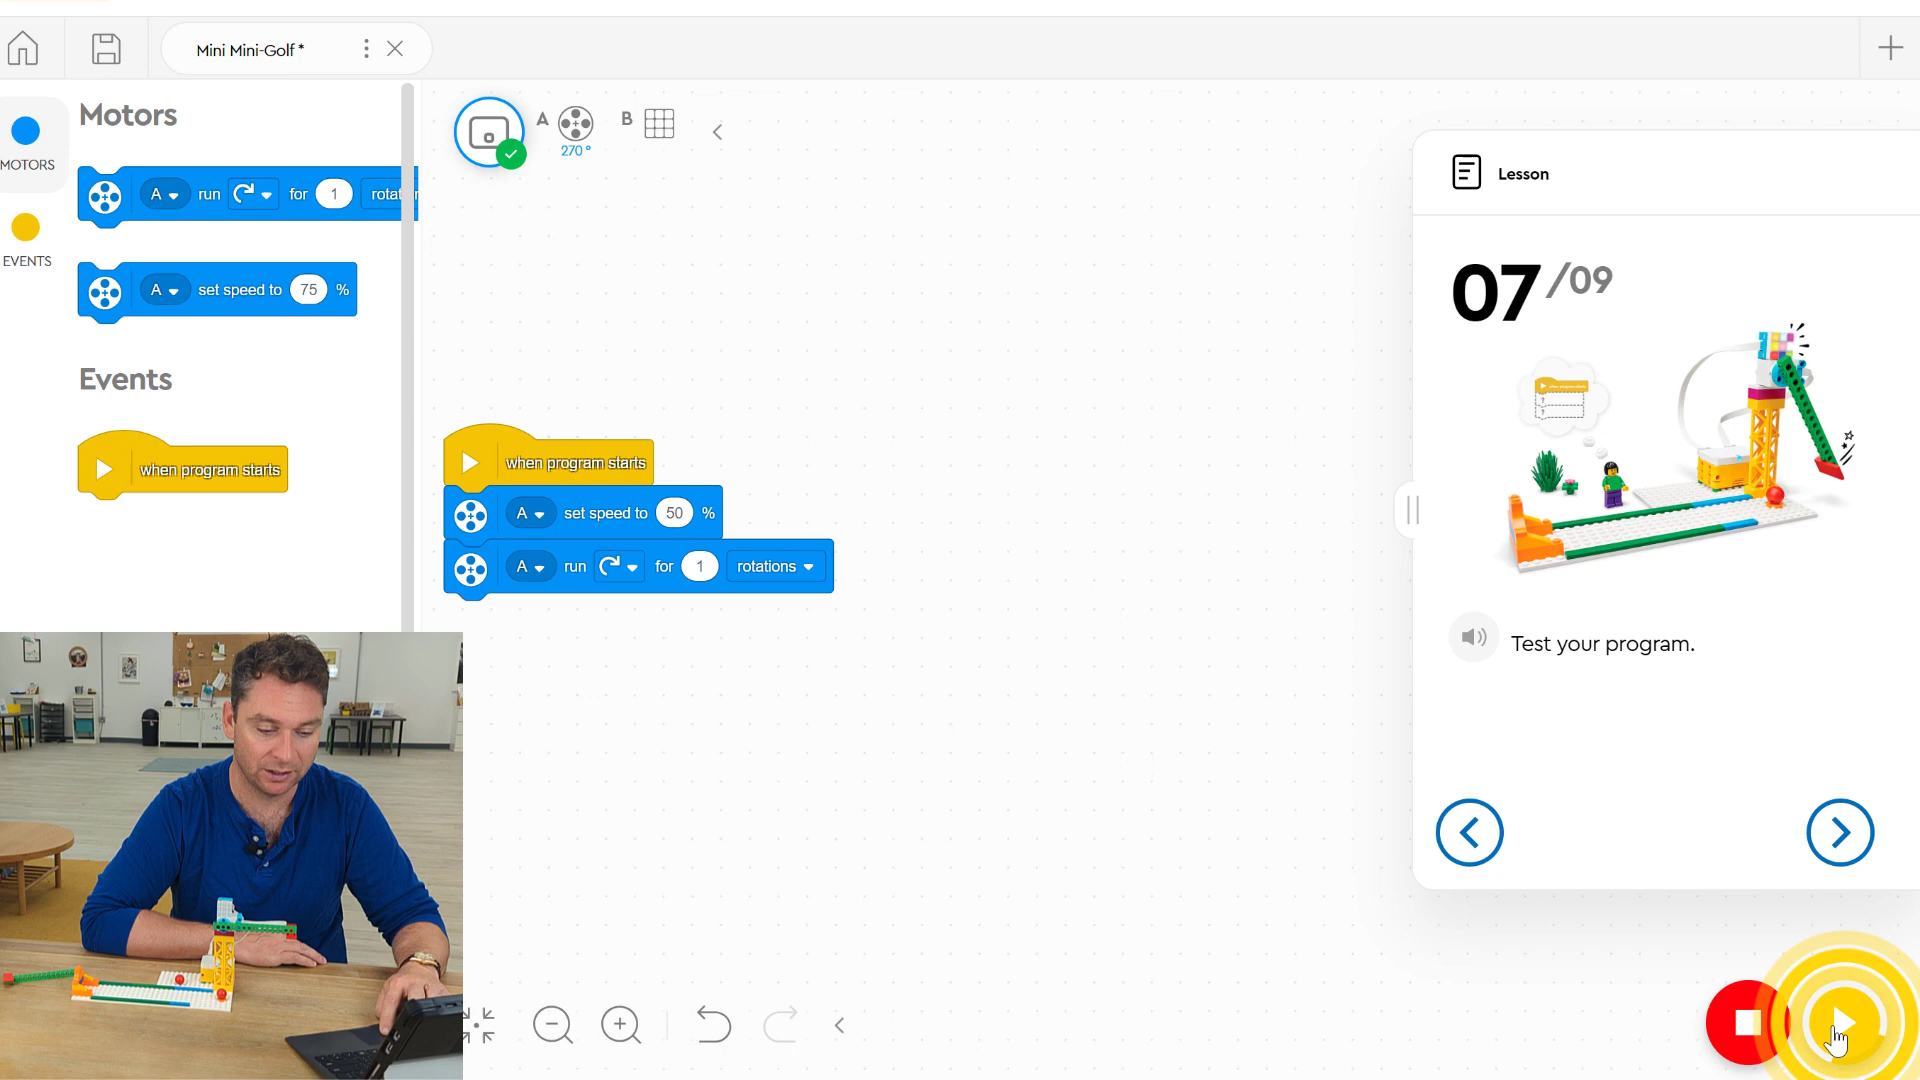 Mini Mini-Golf *
MOTORS
EVENTS
Motors
A run for 1 rotat
A set speed to 75 %
Events
when program starts
A
270°
B
when program starts
A set speed to 50 %
A run for 1 rotations
Lesson
07/09
Test your program.